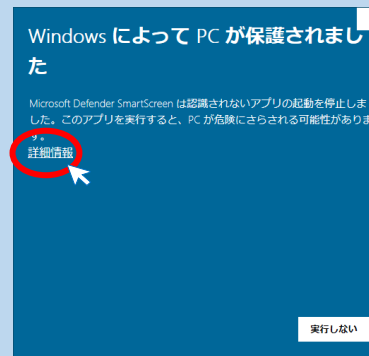 Windows によって PC が保護されまし
た
Microsoft Defender SmartScreen は認識されないアプリの起動を停止しま
した。このアプリを実行すると、PC が危険にさらされる可能性がありま
す。
詳細情報
実行しない